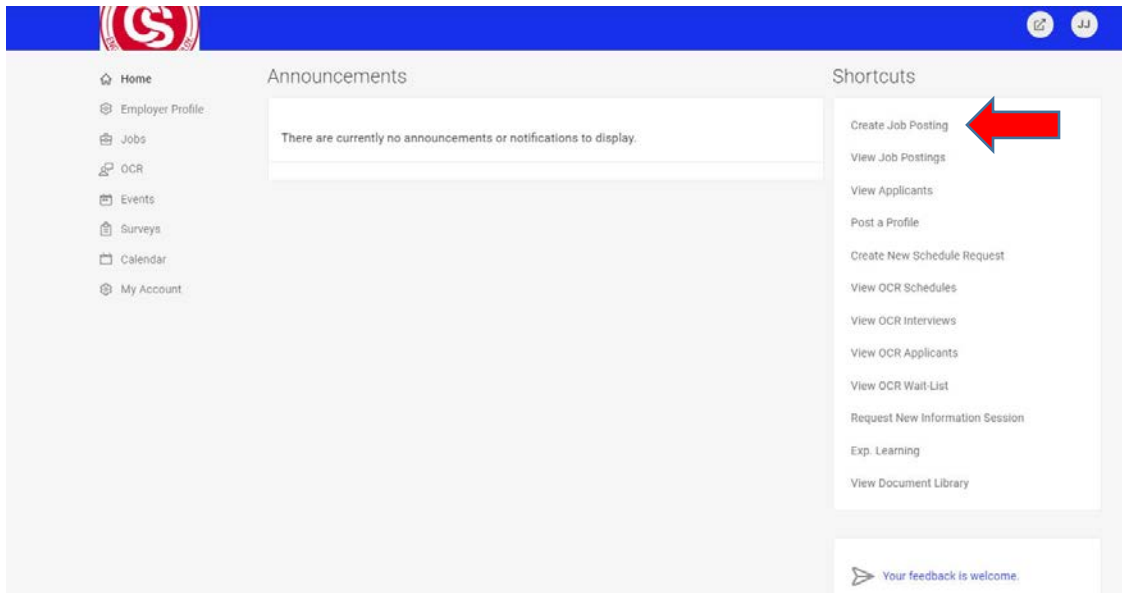 CS
JJ
Home
Employer Profile
Jobs
OCR
Events
Surveys
Calendar
My Account
Announcements
There are currently no announcements or notifications to display.
Shortcuts
Create Job Posting
View Job Postings
View Applicants
Post a Profile
Create New Schedule Request
View OCR Schedules
View OCR Interviews
View OCR Applicants
View OCR Wait-List
Request New Information Session
Exp. Learning
View Document Library
Your feedback is welcome.